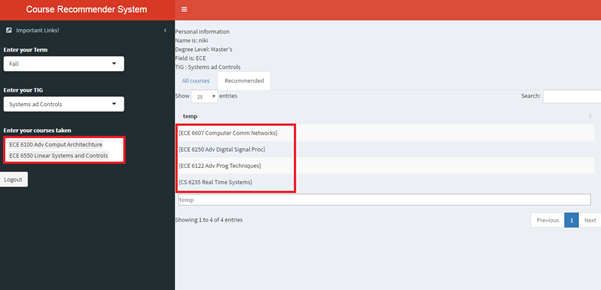 Course Recommender System
Important Links!
Enter your Term
Fall
Enter your TIG
Systems ad Controls
Enter your courses taken
ECE 6100 Adv Comput Architechture
ECE 6550 Linear Systems and Controls
Logout
Personal information
Name is: niki
Degree Level: Master's
Field is: ECE
TIG : Systems ad Controls
All courses Recommended
Show 25 entries Search:
temp
{ECE 6607 Computer Comm Networks}
{ECE 6250 Adv Digital Signal Proc}
{ECE 6122 Adv Prog Techniques}
{CS 6235 Real Time Systems}
temp
Showing 1 to 4 of 4 entries
Previous 1 Next